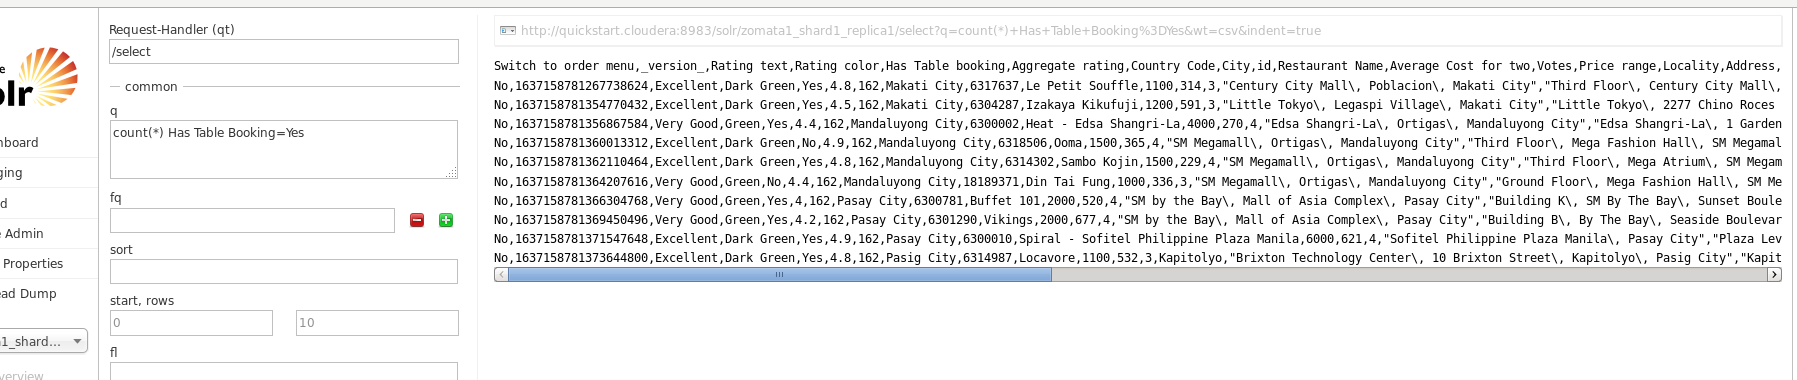 Request-Handler (qt)
/select
common
q
count(*) Has Table Booking=Yes
fq
sort
start, rows
0 10
fl
e
olr
nboard
ging
d
e Admin
Properties
ead Dump
1_shard...
verview
http://quickstart.cloudera:8983/solr/zomata1_shard1_replica1/select?q=count(*)+Has+Table+Booking%3DYes&wt=csv&indent=true
Switch to order menu,_version_,Rating text,Rating color,Has Table booking,Aggregate rating,Country Code,City,id,Restaurant Name,Average Cost for two,Votes,Price range,Locality,Address,
No,1637158781267738624,Excellent,Dark Green,Yes,4.8,162,Makati City,6317637,Le Petit Souffle,1100,314,3,"Century City Mall\, Poblacion\, Makati City","Third Floor\, Century City Mall\,
No,1637158781354770432,Excellent,Dark Green,Yes,4.5,162,Makati City,6304287,Izakaya Kikufuji,1200,591,3,"Little Tokyo\, Legaspi Village\, Makati City","Little Tokyo\, 2277 Chino Roces
No,1637158781356867584,Very Good,Green,Yes,4.4,162,Mandaluyong City,6300002,Heat - Edsa Shangri-La,4000,270,4,"Edsa Shangri-La\, Ortigas\, Mandaluyong City","Edsa Shangri-La\, 1 Garden
No,1637158781360013312,Excellent,Dark Green,No,4.9,162,Mandaluyong City,6318506,Ooma,1500,365,4,"SM Megamall\, Ortigas\, Mandaluyong City","Third Floor\, Mega Fashion Hall\, SM Megamal
No,1637158781362110464,Excellent,Dark Green,Yes,4.8,162,Mandaluyong City,6314302,Sambo Kojin,1500,229,4,"SM Megamall\, Ortigas\, Mandaluyong City","Third Floor\, Mega Atrium\, SM Megam
No,1637158781364207616,Very Good,Green,No,4.4,162,Mandaluyong City,18189371,Din Tai Fung,1000,336,3,"SM Megamall\, Ortigas\, Mandaluyong City","Ground Floor\, Mega Fashion Hall\, SM Me
No,1637158781366304768,Very Good,Green,Yes,4,162,Pasay City,6300781,Buffet 101,2000,520,4,"SM by the Bay\, Mall of Asia Complex\, Pasay City","Building K\, SM By The Bay\, Sunset Boule
No,1637158781369450496,Very Good,Green,Yes,4.2,162,Pasay City,6301290,Vikings,2000,677,4,"SM by the Bay\, Mall of Asia Complex\, Pasay City","Building B\, By The Bay\, Seaside Boulevar
No,1637158781371547648,Excellent,Dark Green,Yes,4.9,162,Pasay City,6300010,Spiral - Sofitel Philippine Plaza Manila,6000,621,4,"Sofitel Philippine Plaza Manila\, Pasay City","Plaza Lev
No,1637158781373644800,Excellent,Dark Green,Yes,4.8,162,Pasig City,6314987,Locavore,1100,532,3,Kapitolyo,"Brixton Technology Center\, 10 Brixton Street\, Kapitolyo\, Pasig City","Kapit